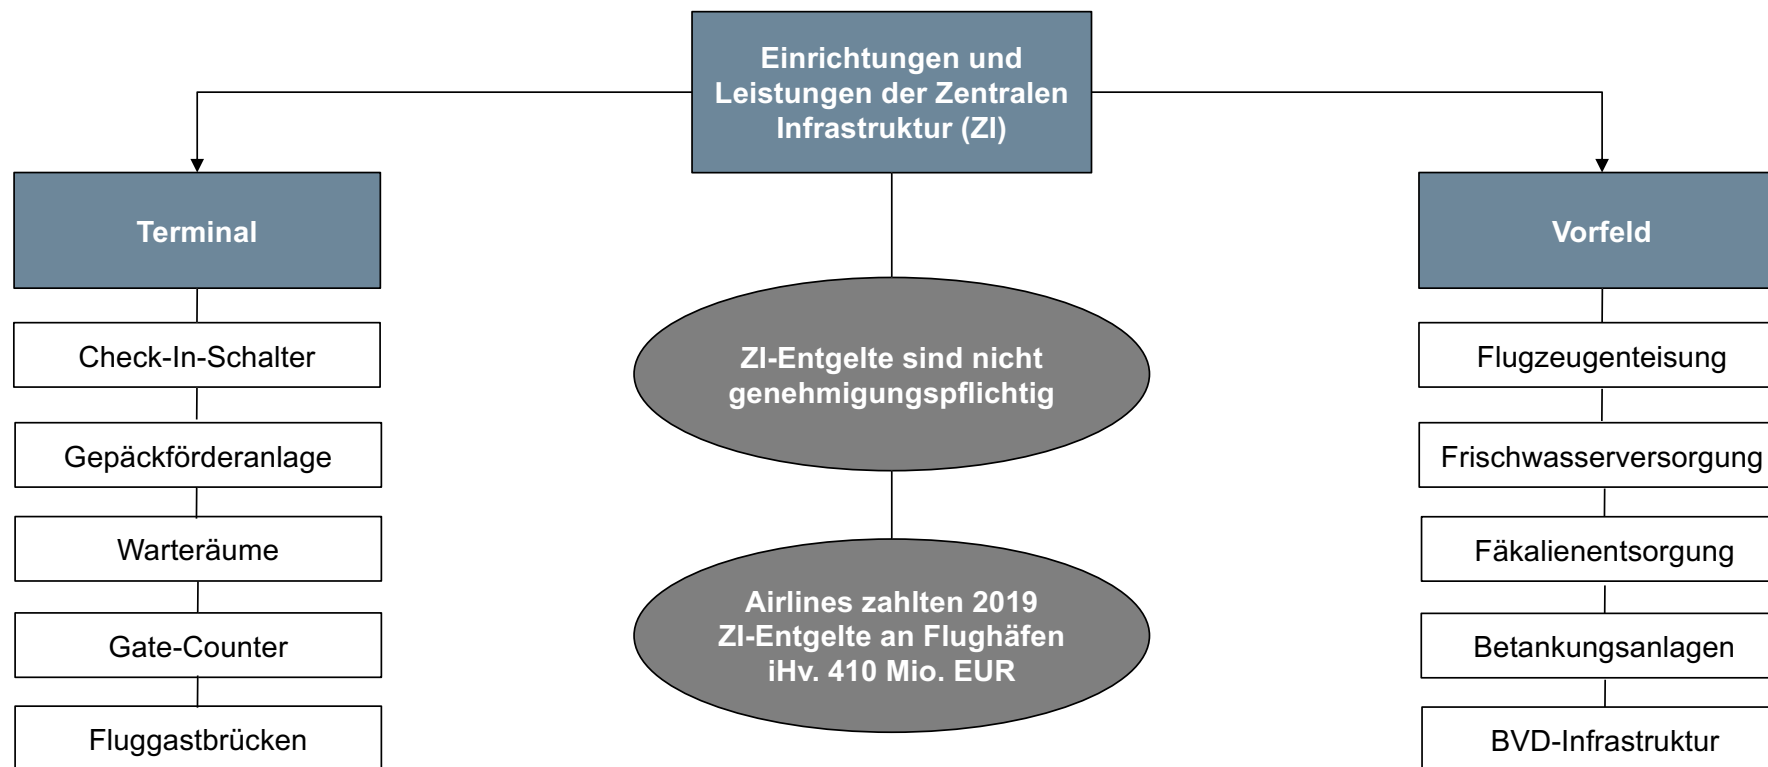 Einrichtungen und
Leistungen der Zentralen
Infrastruktur (ZI)
Terminal
Check-In-Schalter
Gepäckförderanlage
Warteräume
Gate-Counter
Fluggastbrücken
ZI-Entgelte sind nicht
genehmigungspflichtig
Airlines zahlten 2019
ZI-Entgelte an Flughäfen
iHv. 410 Mio. EUR
Vorfeld
Flugzeugenteisung
Frischwasserversorgung
Fäkalienentsorgung
Betankungsanlagen
BVD-Infrastruktur